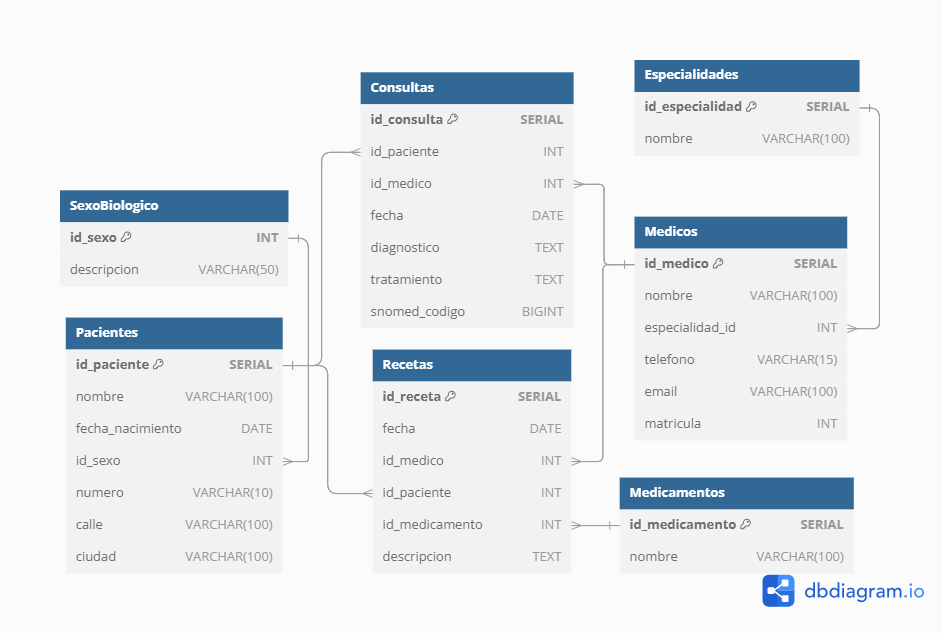 SexoBiologico
id_sexo INT
descripcion VARCHAR(50)
Pacientes
id_paciente SERIAL
nombre VARCHAR(100)
fecha_nacimiento DATE
id_sexo INT
numero VARCHAR(10)
calle VARCHAR(100)
ciudad VARCHAR(100)
Consultas
id_consulta SERIAL
id_paciente INT
id_medico INT
fecha DATE
diagnostico TEXT
tratamiento TEXT
snomed_codigo BIGINT
Recetas
id_receta SERIAL
fecha DATE
id_medico INT
id_paciente INT
id_medicamento INT
descripcion TEXT
Especialidades
id_especialidad SERIAL
nombre VARCHAR(100)
Medicos
id_medico SERIAL
nombre VARCHAR(100)
especialidad_id INT
telefono VARCHAR(15)
email VARCHAR(100)
matricula INT
Medicamentos
id_medicamento SERIAL
nombre VARCHAR(100)
dbdiagram.io